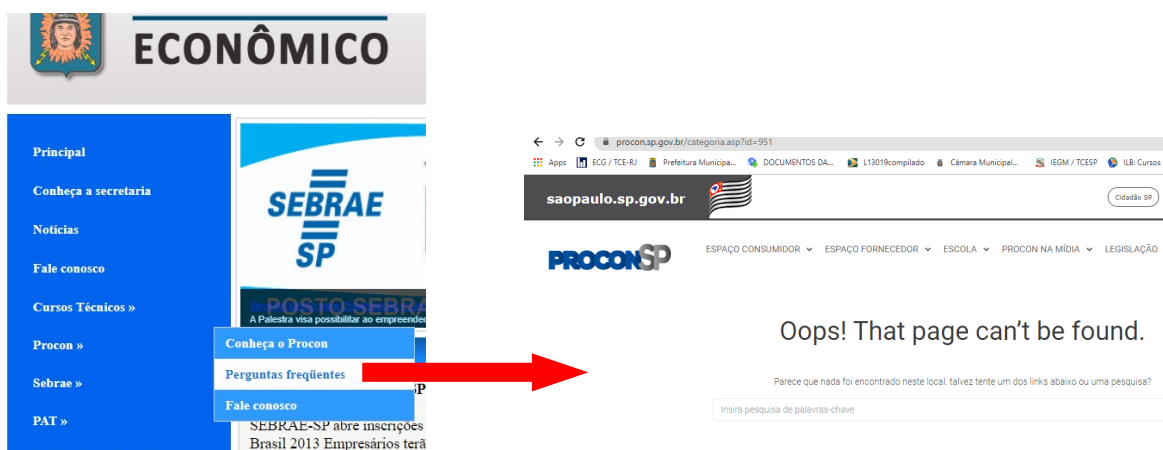 ECONÔMICO
Principal
Conheça a secretaria
Notícias
Fale conosco
Cursos Técnicos »
Procon »
Sebrae »
PAT »
SEBRAE
SP
POSTO SEBRA
A Palestra visa possibilitar ao empreended
Conheça o Procon
Perguntas freqüentes
Fale conosco
SP
SEBRAE-SP abre inscrições
Brasil 2013 Empresários terã
procon.sp.gov.br/categoria.asp?id=951
Apps ECG / TCE-RJ Prefeitura Municipa... DOCUMENTOS DA... L13019compilado Câmara Municipal... IEGM / TCESP ILB: Cursos
saopaulo.sp.gov.br
Cidadão SP
PROCONSP
ESPAÇO CONSUMIDOR ESPAÇO FORNECEDOR ESCOLA PROCON NA MÍDIA LEGISLAÇÃO
Oops! That page can't be found.
Parece que nada foi encontrado neste local. talvez tente um dos links abaixo ou uma pesquisa?
Insira pesquisa de palavras-chave